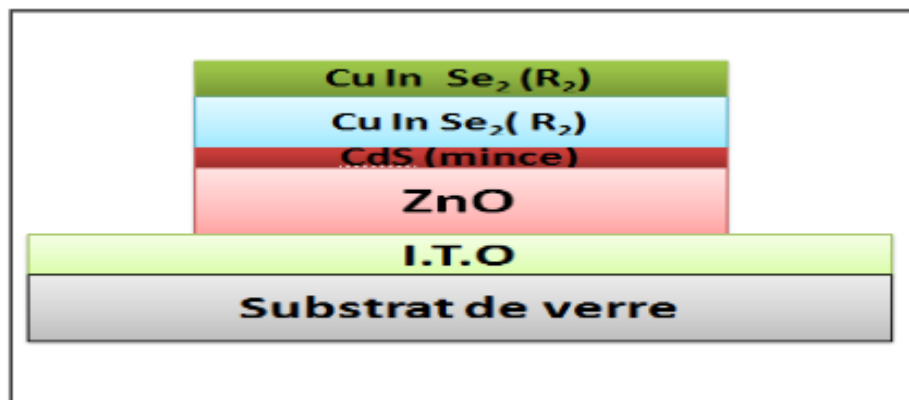 Cu In Se₂ (R₂)
Cu In Se₂( R₂)
CdS (mince)
ZnO
I.T.O
Substrat de verre